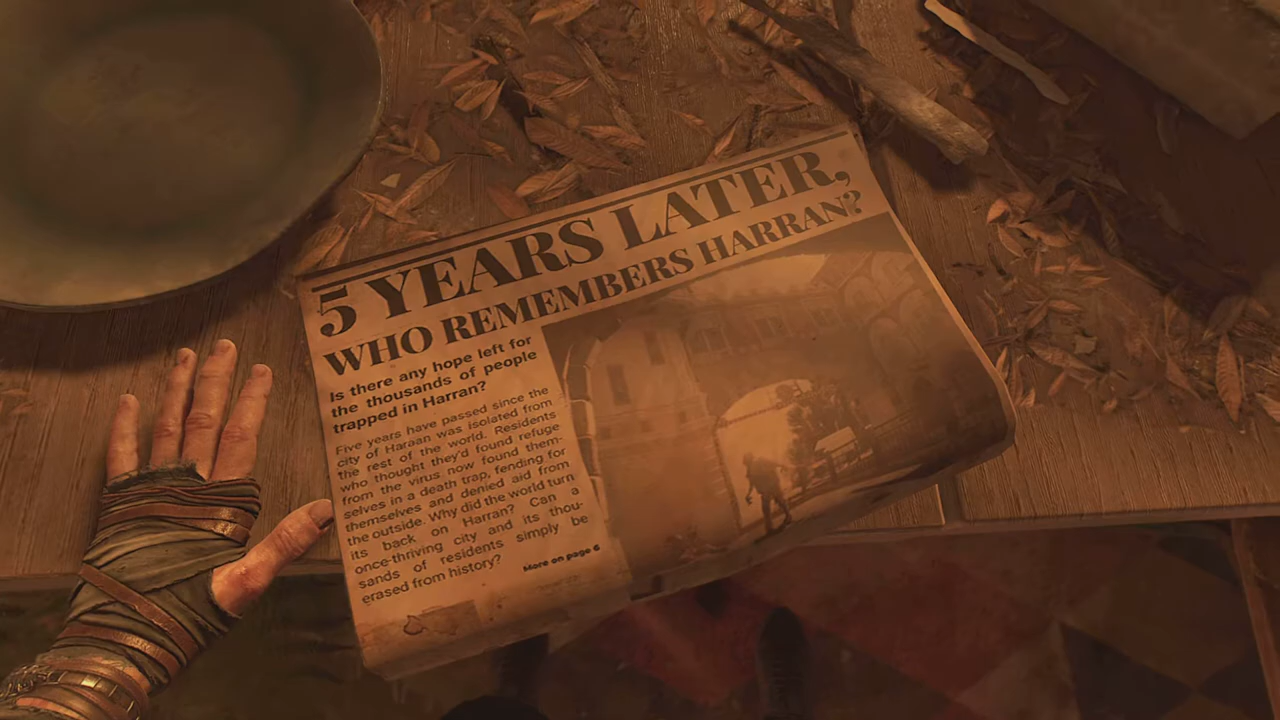 5 YEARS LATER,
WHO REMEMBERS HARRAN?
Is there any hope left for
the thousands of people
trapped in Harran?
Five years have passed since the
city of Haraan was isolated from
the rest of the world. Residents
who thought they'd found refuge
from the virus now found them-
selves in a death trap, fending for
themselves and denied aid from
the outside. Why did the world turn
its back on Harran? Can a
once-thriving city and its thou-
sands of residents simply be
erased from history?
More on page 6